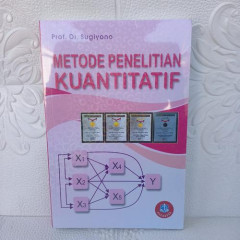 Prof. Dr. Sugiyono
METODE PENELITIAN
KUANTITATIF
X1
X2
X3
X4
X5
Y